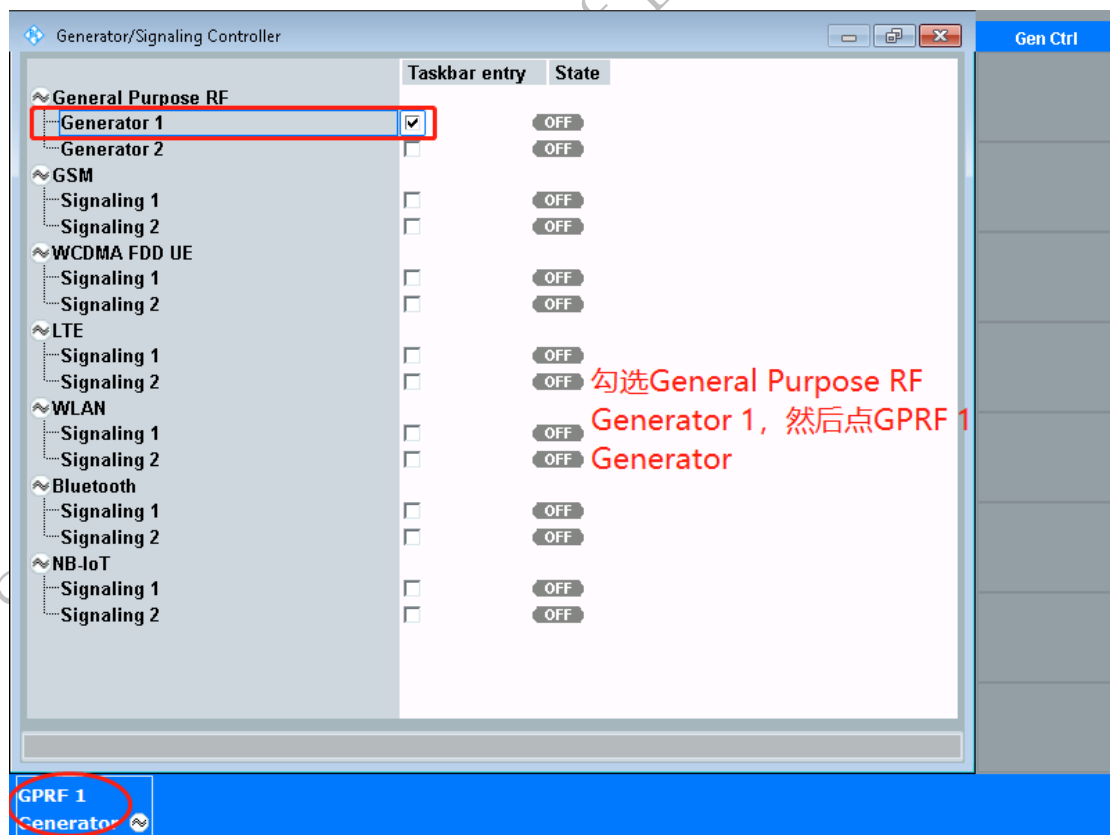 Generator/Signaling Controller
Gen Ctrl
Taskbar entry State
General Purpose RF
Generator 1 OFF
Generator 2 OFF
GSM
Signaling 1 OFF
Signaling 2 OFF
WCDMA FDD UE
Signaling 1 OFF
Signaling 2 OFF
LTE
Signaling 1 OFF
Signaling 2 OFF
WLAN
Signaling 1 OFF
Signaling 2 OFF
Bluetooth
Signaling 1 OFF
Signaling 2 OFF
NB-IoT
Signaling 1 OFF
Signaling 2 OFF
勾选General Purpose RF
Generator 1，然后点GPRF 1
Generator
GPRF 1
Generator